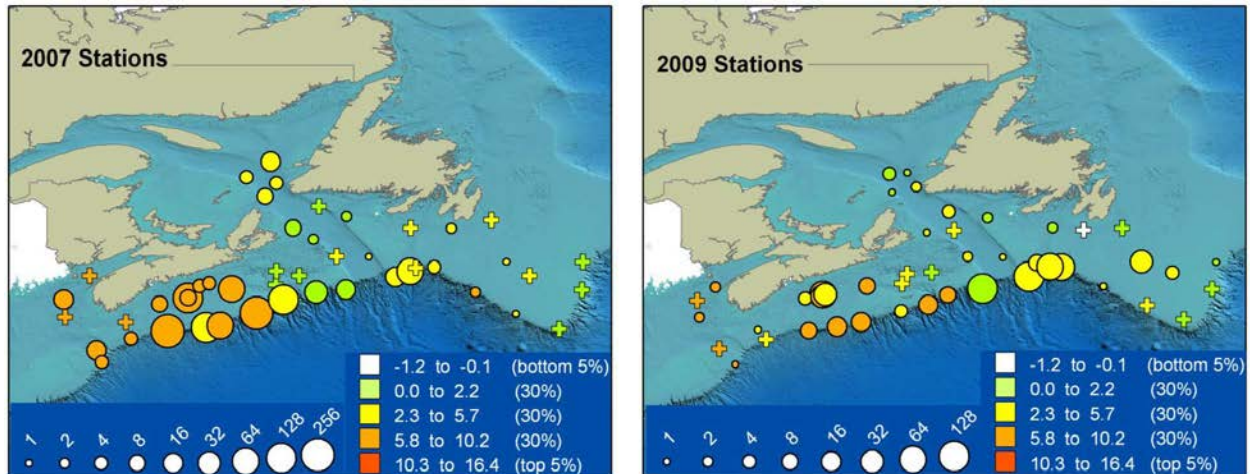 2007 Stations
-1.2 to -0.1 (bottom 5%)
0.0 to 2.2 (30%)
2.3 to 5.7 (30%)
5.8 to 10.2 (30%)
10.3 to 16.4 (top 5%)
1 2 4 8 16 32 64 128 256
2009 Stations
-1.2 to -0.1 (bottom 5%)
0.0 to 2.2 (30%)
2.3 to 5.7 (30%)
5.8 to 10.2 (30%)
10.3 to 16.4 (top 5%)
1 2 4 8 16 32 64 128